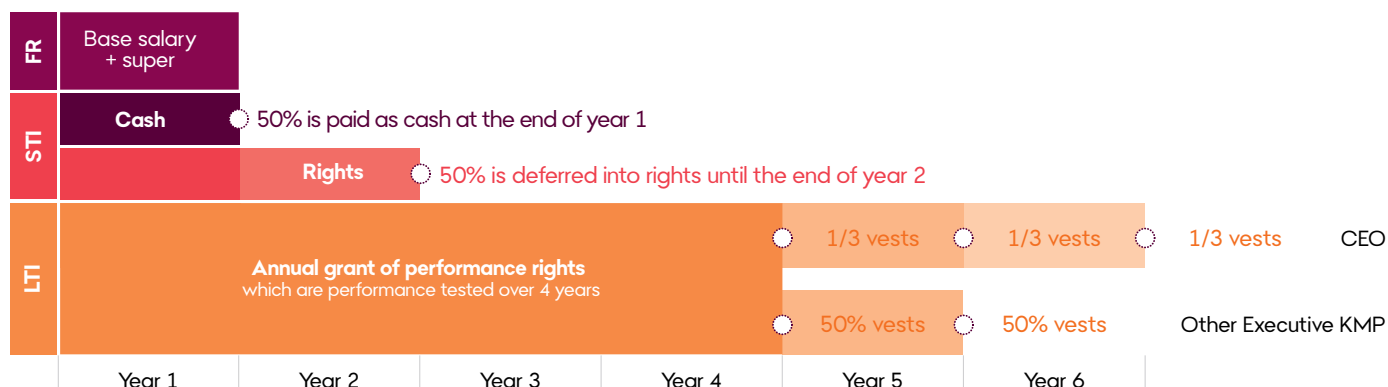 FR
Base salary
+ super
STI
Cash
50% is paid as cash at the end of year 1
Rights
50% is deferred into rights until the end of year 2
LTI
Annual grant of performance rights
which are performance tested over 4 years
1/3 vests
1/3 vests
1/3 vests
CEO
50% vests
50% vests
Other Executive KMP
Year 1
Year 2
Year 3
Year 4
Year 5
Year 6